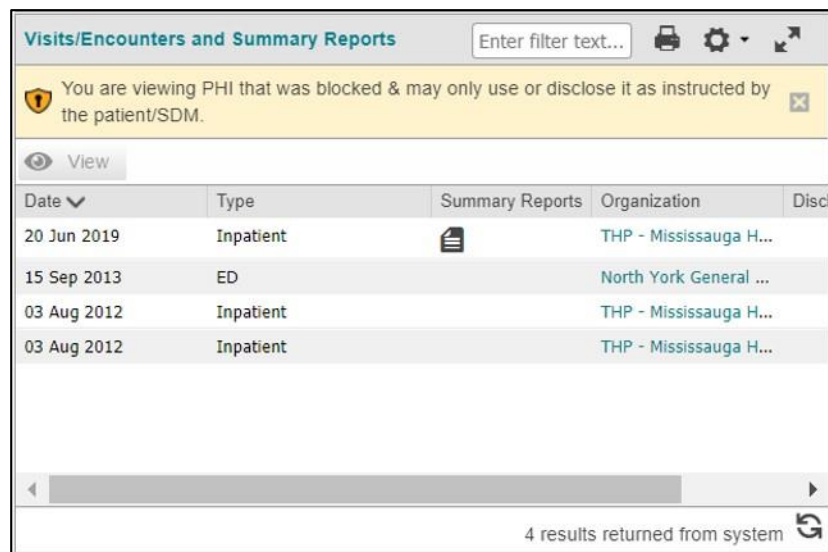 Visits/Encounters and Summary Reports Enter filter text...
You are viewing PHI that was blocked & may only use or disclose it as instructed by
the patient/SDM.
View
Date Type Summary Reports Organization Discl
20 Jun 2019 Inpatient THP - Mississauga H...
15 Sep 2013 ED North York General ...
03 Aug 2012 Inpatient THP - Mississauga H...
03 Aug 2012 Inpatient THP - Mississauga H...
4 results returned from system